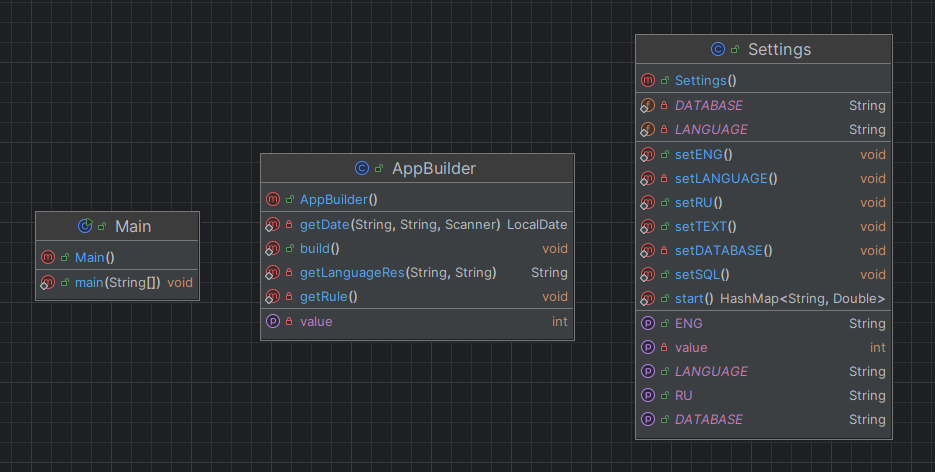 Main
Main()
main(String[]) void
AppBuilder
AppBuilder()
getDate(String, String, Scanner) LocalDate
build() void
getLanguageRes(String, String) String
getRule() void
value int
Settings
Settings()
DATABASE String
LANGUAGE String
setENG() void
setLANGUAGE() void
setRU() void
setTEXT() void
setDATABASE() void
setSQL() void
start() HashMap<String, Double>
ENG String
value int
LANGUAGE String
RU String
DATABASE String